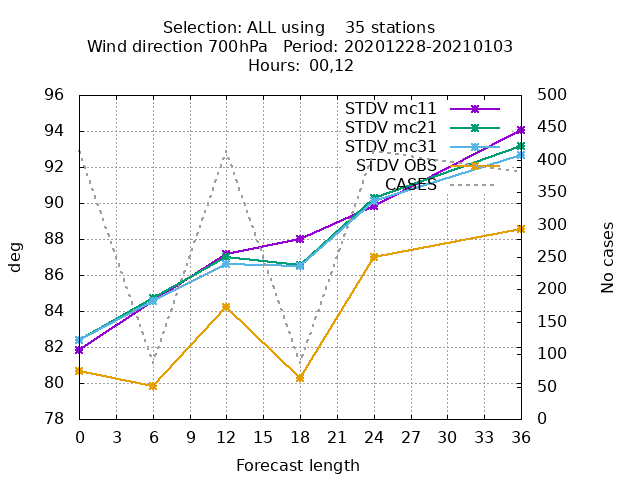 Selection: ALL using    35 stations
Wind direction 700hPa   Period: 20201228-20210103
Hours: 00,12
96
94
92
90
88
86
84
82
80
78
deg
STDV mc11
STDV mc21
STDV mc31
STDV OBS
CASES
500
450
400
350
300
250
200
150
100
50
0
No cases
0 3 6 9 12 15 18 21 24 27 30 33 36
Forecast length